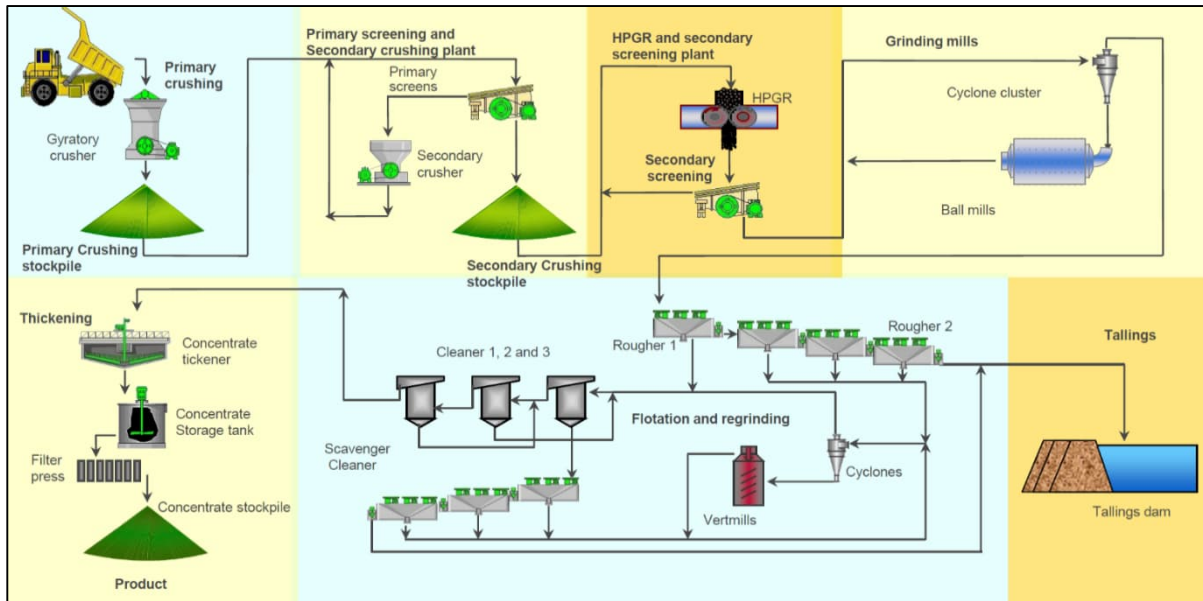 Primary
crushing
Gyratory
crusher
Primary Crushing
stockpile
Primary screening and
Secondary crushing plant
Primary
screens
Secondary
crusher
Secondary Crushing
stockpile
HPGR and secondary
screening plant
HPGR
Secondary
screening
Grinding mills
Cyclone cluster
Ball mills
Thickening
Concentrate
tickener
Concentrate
Storage tank
Filter
press
Concentrate stockpile
Product
Cleaner 1, 2 and 3
Scavenger
Cleaner
Rougher 1
Rougher 2
Flotation and regrinding
Cyclones
Vertmills
Tallings
Tallings dam